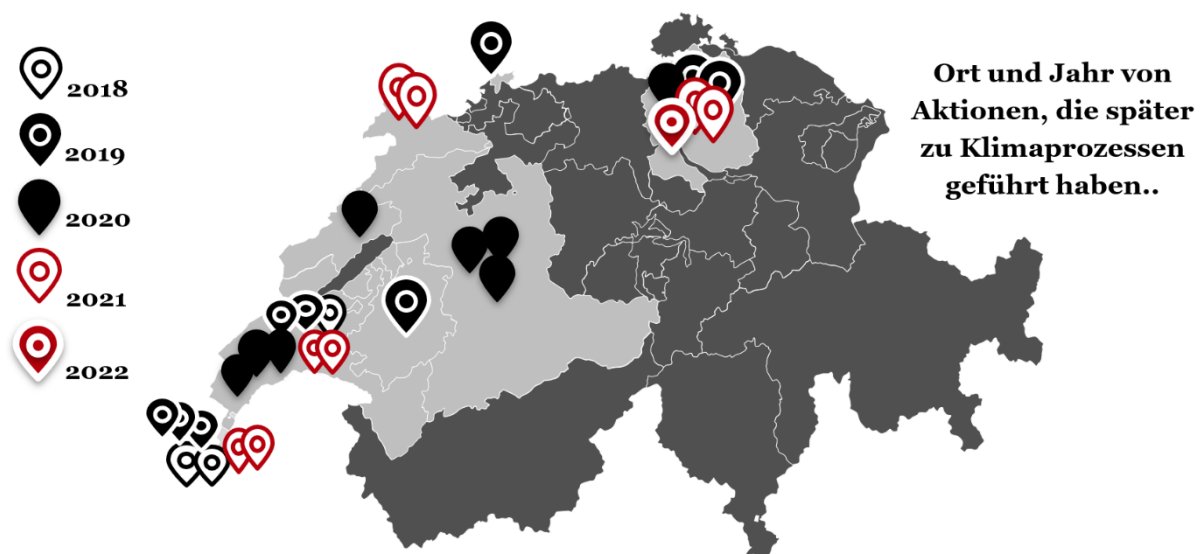 2018
2019
2020
2021
2022
Ort und Jahr von
Aktionen, die später
zu Klimaprozessen
geführt haben..